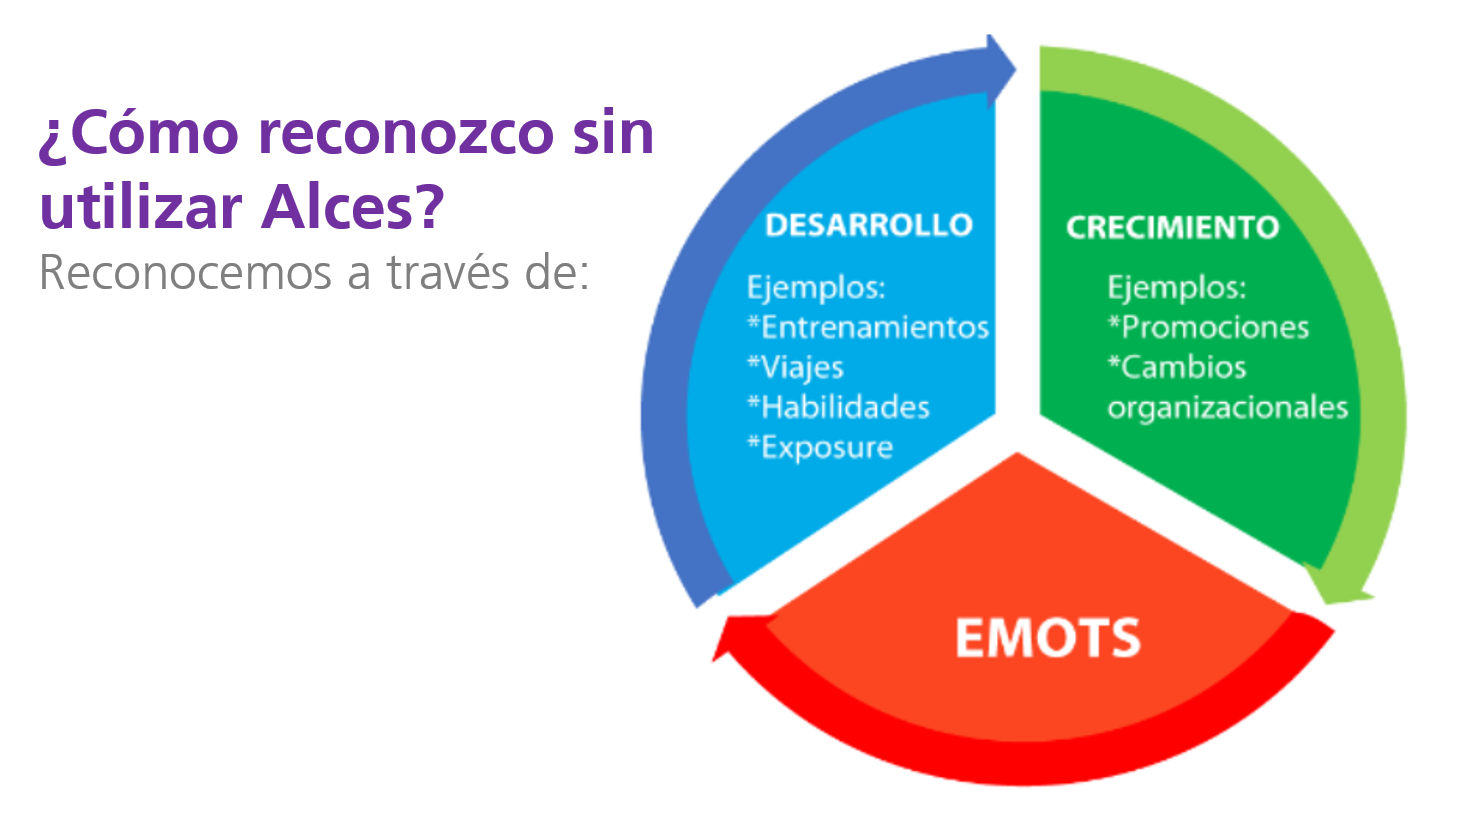 ¿Cómo reconozco sin
utilizar Alces?
Reconocemos a través de:
DESARROLLO
Ejemplos:
*Entrenamientos
*Viajes
*Habilidades
*Exposure
CRECIMIENTO
Ejemplos:
*Promociones
*Cambios
organizacionales
EMOTS